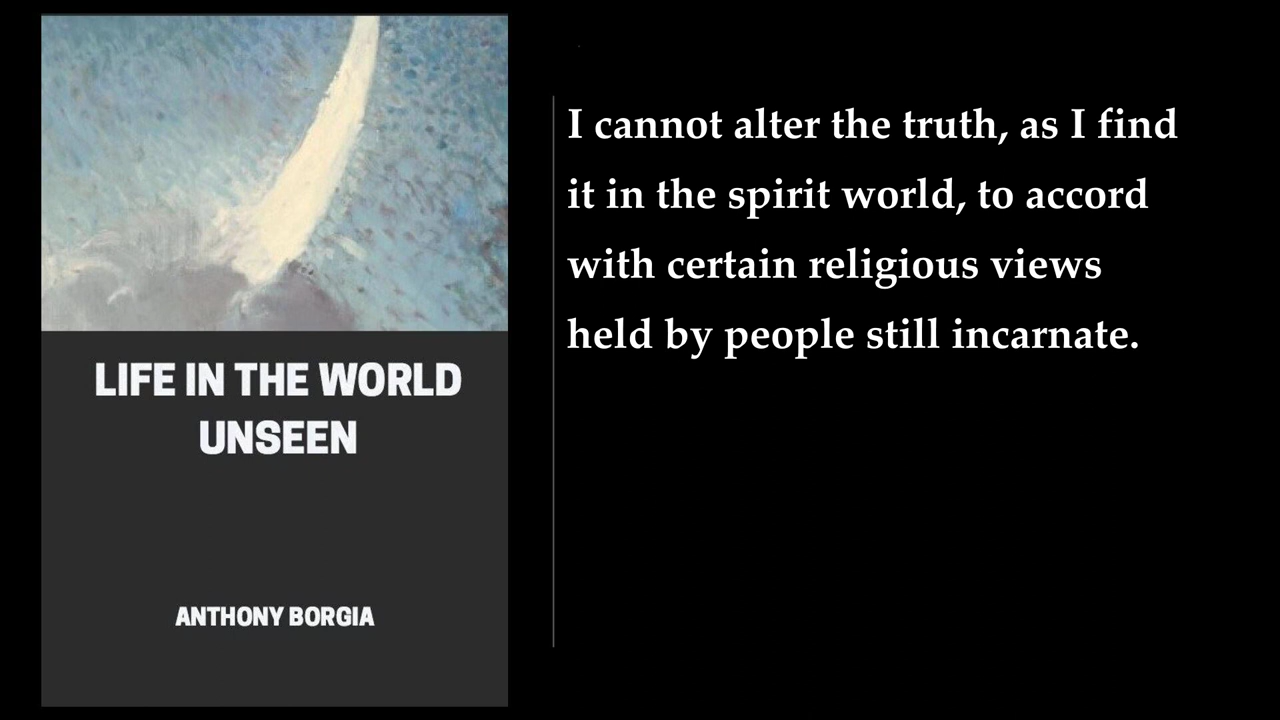 LIFE IN THE WORLD
UNSEEN
ANTHONY BORGIA
I cannot alter the truth, as I find
it in the spirit world, to accord
with certain religious views
held by people still incarnate.